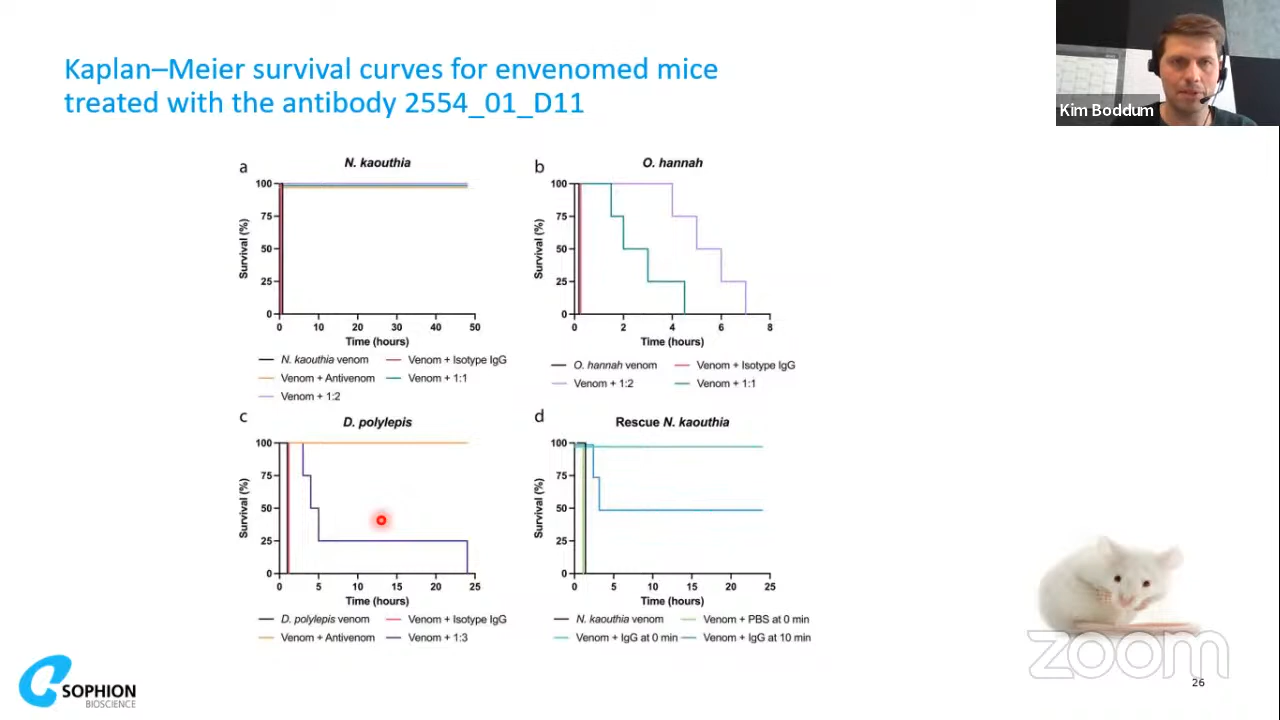 Kaplan–Meier survival curves for envenomed mice
treated with the antibody 2554_01_D11
Kim Boddum
a
N. kaouthia
Survival (%)
100
75
50
25
0
0 10 20 30 40 50
Time (hours)
N. kaouthia venom Venom + Isotype IgG
Venom + Antivenom Venom + 1:1
Venom + 1:2
b
O. hannah
Survival (%)
100
75
50
25
0
0 2 4 6 8
Time (hours)
O. hannah venom Venom + Isotype IgG
Venom + 1:2 Venom + 1:1
c
D. polylepis
Survival (%)
100
75
50
25
0
0 5 10 15 20 25
Time (hours)
D. polylepis venom Venom + Isotype IgG
Venom + Antivenom Venom + 1:3
d
Rescue N. kaouthia
Survival (%)
100
75
50
25
0
0 5 10 15 20 25
Time (hours)
N. kaouthia venom Venom + PBS at 0 min
Venom + IgG at 0 min Venom + IgG at 10 min
zoom
26
SOPHION
BIOSCIENCE